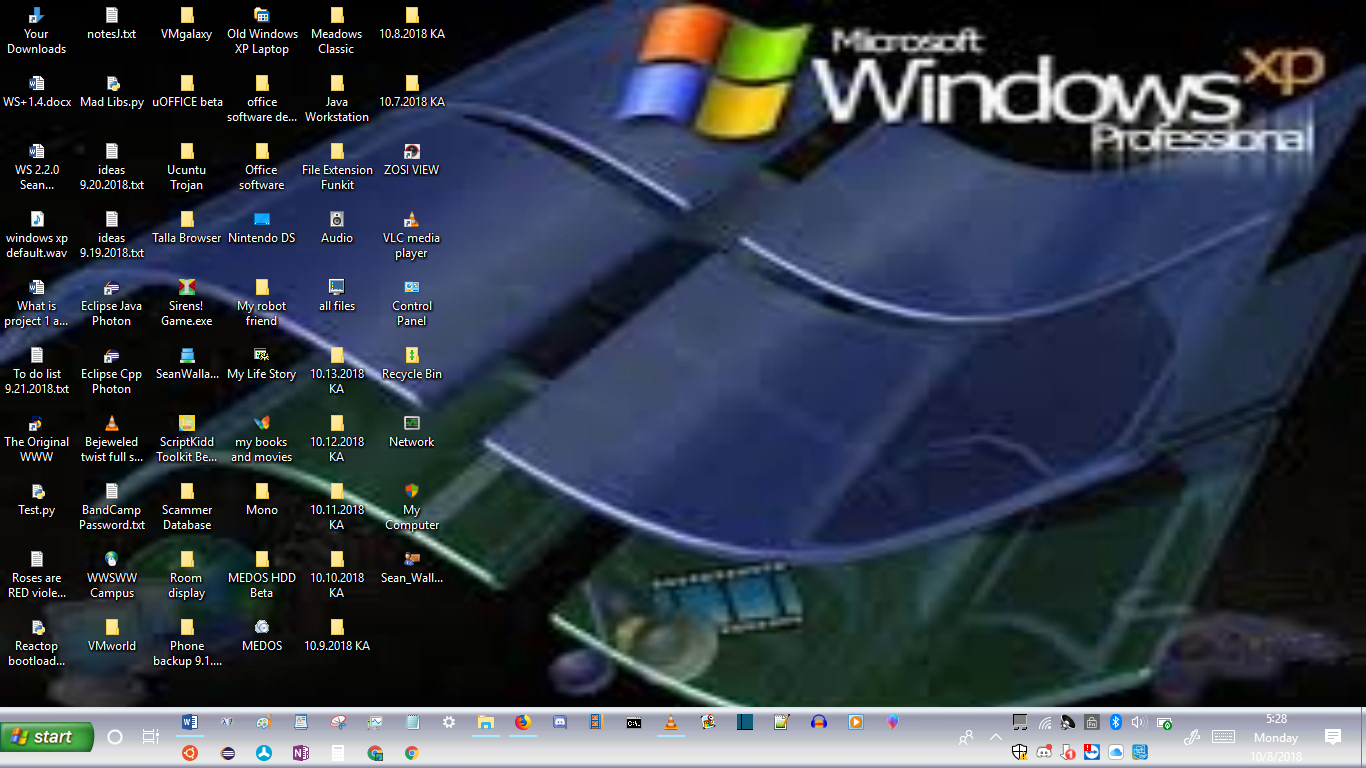 Your
Downloads
WS+1.4.docx
WS 2.2.0
Sean...
windows xp
default.wav
What is
project 1 a...
To do list
9.21.2018.txt
The Original
WWW
Test.py
Roses are
RED viole...
Reactop
bootload...
notesJ.txt
Mad Libs.py
ideas
9.20.2018.txt
ideas
9.19.2018.txt
Eclipse Java
Photon
Eclipse Cpp
Photon
Bejeweled
twist full s...
BandCamp
Password.txt
WWSWW
Campus
VMworld
VMgalaxy
uOFFICE beta
Ucuntu
Trojan
Talla Browser
Sirens!
Game.exe
SeanWalla...
ScriptKidd
Toolkit Be...
Scammer
Database
Room
display
Phone
backup 9.1....
Old Windows
XP Laptop
office
software de...
Office
software
Nintendo DS
My robot
friend
My Life Story
my books
and movies
Mono
MEDOS HDD
Beta
MEDOS
Meadows
Classic
Java
Workstation
File Extension
Funkit
Audio
all files
10.13.2018
KA
10.12.2018
KA
10.11.2018
KA
10.10.2018
KA
10.9.2018 KA
10.8.2018 KA
10.7.2018 KA
ZOSI VIEW
VLC media
player
Control
Panel
Recycle Bin
Network
My
Computer
Sean_Wall...
Microsoft
Windows xp
Professional
start
5:28
Monday
10/8/2018